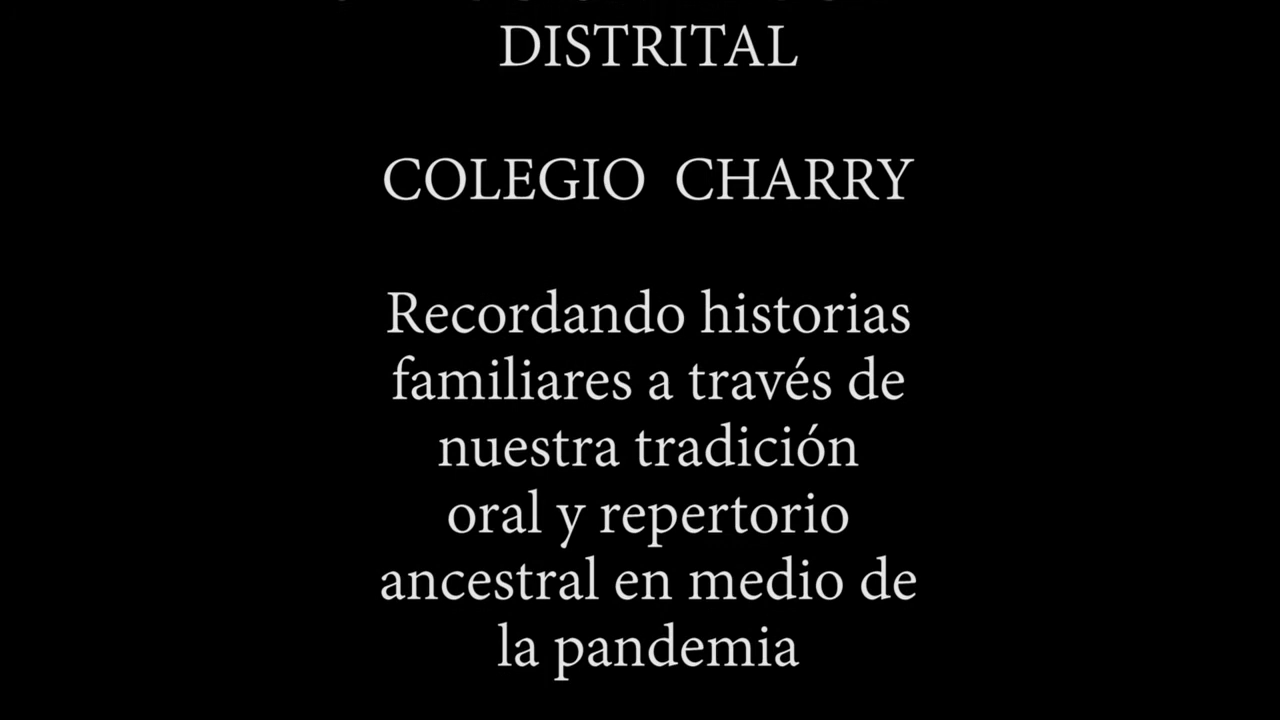 DISTRITAL
COLEGIO CHARRY
Recordando historias
familiares a través de
nuestra tradición
oral y repertorio
ancestral en medio de
la pandemia